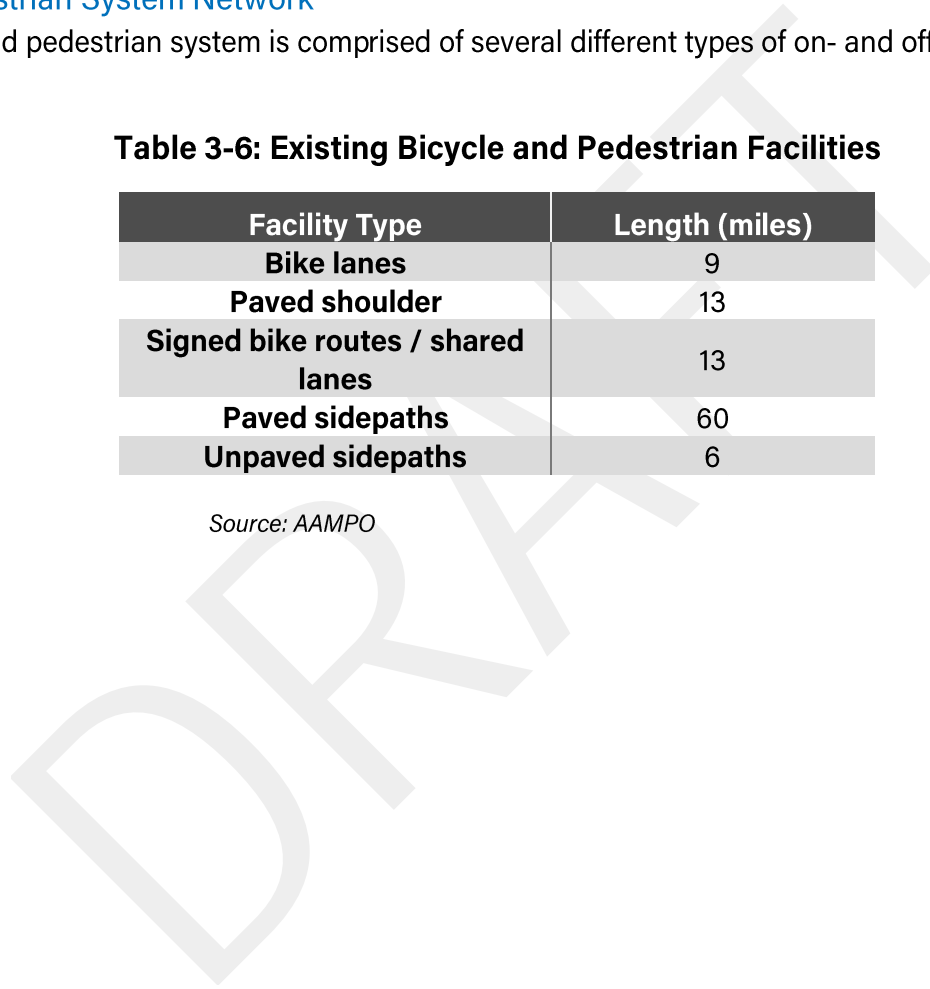 strian System Network
d pedestrian system is comprised of several different types of on- and off
Table 3-6: Existing Bicycle and Pedestrian Facilities
Facility Type Length (miles)
Bike lanes 9
Paved shoulder 13
Signed bike routes / shared
lanes 13
Paved sidepaths 60
Unpaved sidepaths 6
Source: AAMPO
DRAFT